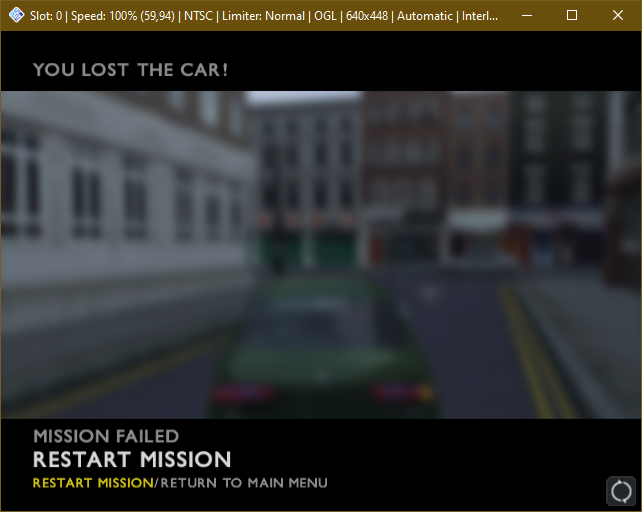 Slot: 0 | Speed: 100% (59,94) | NTSC | Limiter: Normal | OGL | 640x448 | Automatic | Interl...
YOU LOST THE CAR!
MISSION FAILED
RESTART MISSION
RESTART MISSION/RETURN TO MAIN MENU